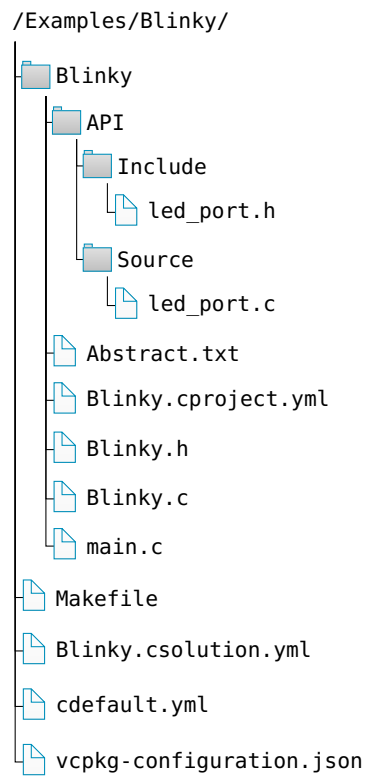 /Examples/Blinky/
Blinky
API
Include
led_port.h
Source
led_port.c
Abstract.txt
Blinky.cproject.yml
Blinky.h
Blinky.c
main.c
Makefile
Blinky.csolution.yml
cdefault.yml
vcpkg-configuration.json